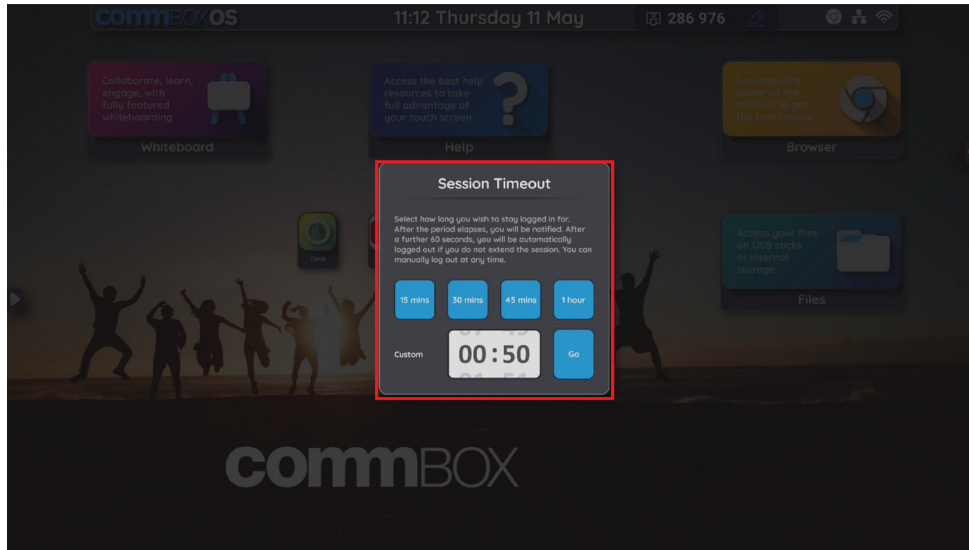 commBOXOS
11:12 Thursday 11 May
286 976
Collaborate, learn,
engage, with
fully featured
whiteboarding
Whiteboard
Access the best help
resources to take
full advantage of
your touch screen
Help
Leverage the
power of the
internet to get
the best results
Browser
Session Timeout
Select how long you wish to stay logged in for.
After the period elapses, you will be notified. After
a further 60 seconds, you will be automatically
logged out if you do not extend the session. You can
manually log out at any time.
Access your files
on USB sticks
or internal
storage
Files
15 mins
30 mins
45 mins
1 hour
Custom
00:50
Go
commBOX